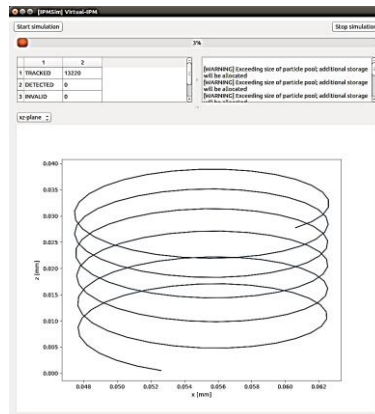 [IPMSim] Virtual-IPM
Start simulation
Stop simulation
3%
1 2
1 TRACKED 13220
2 DETECTED 0
3 INVALID 0
[WARNING] Exceeding size of particle pool; additional storage
will be allocated
[WARNING] Exceeding size of particle pool; additional storage
will be allocated
[WARNING] Exceeding size of particle pool; additional storage
will be allocated
xz-plane
0.040
0.035
0.030
0.025
0.020
0.015
0.010
0.005
0.000
z [mm]
0.048 0.050 0.052 0.054 0.056 0.058 0.060 0.062
x [mm]